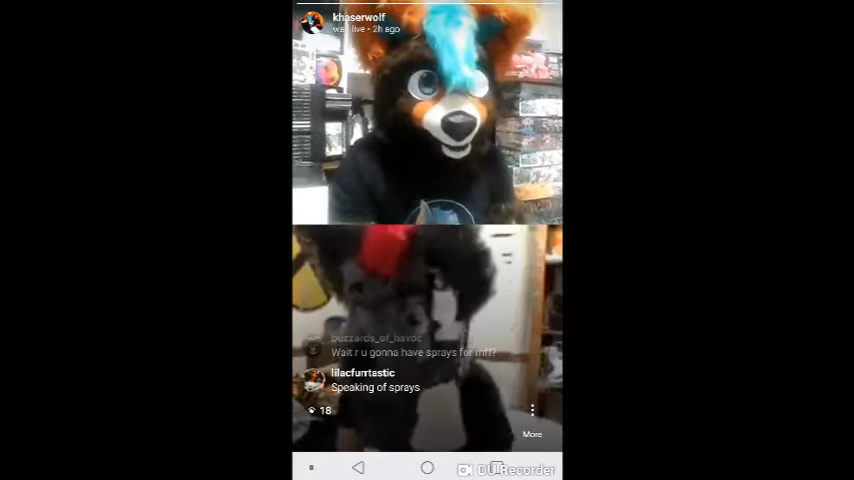 khaserwolf
was live • 2h ago
buzzards_of_havoc
Wait r u gonna have sprays for mff?
lilacfurrtastic
Speaking of sprays
18
More
DU Recorder